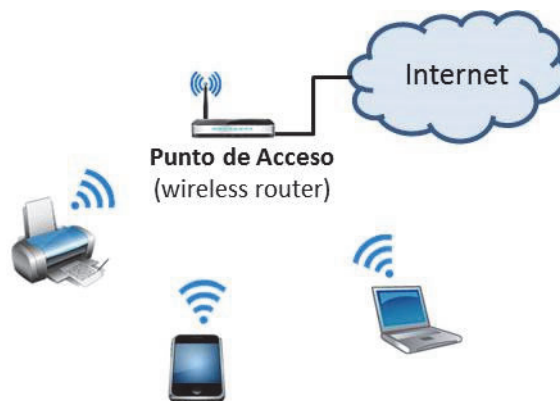 Internet
Punto de Acceso
(wireless router)